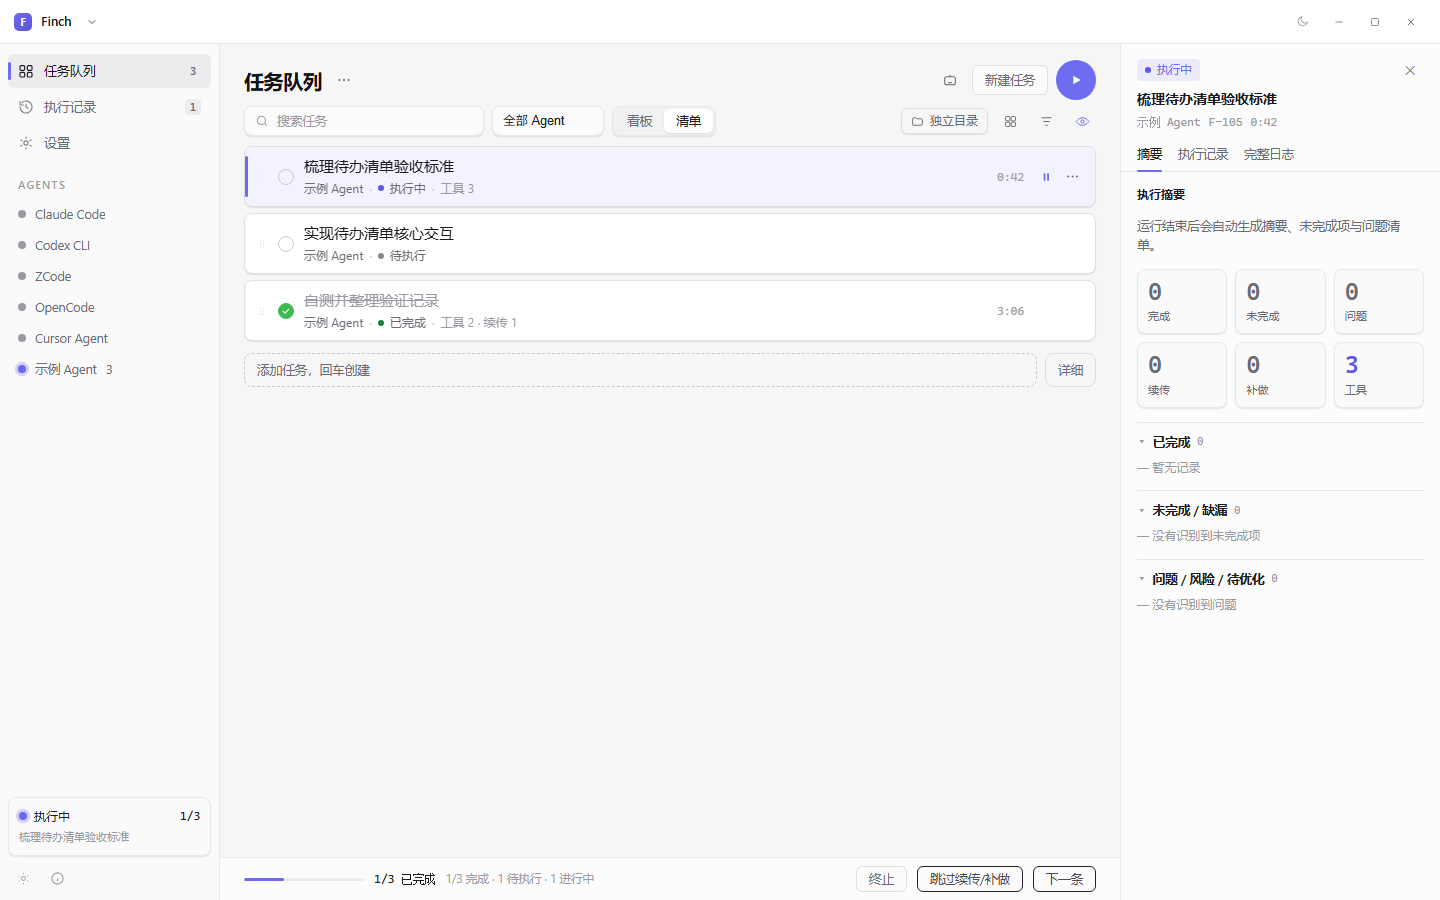 F Finch
任务队列 3
执行记录 1
设置
AGENTS
Claude Code
Codex CLI
ZCode
OpenCode
Cursor Agent
示例 Agent 3
执行中 1/3
梳理待办清单验收标准
任务队列 ···
新建任务
搜索任务
全部 Agent
看板 清单
独立目录
梳理待办清单验收标准
示例 Agent · 执行中 · 工具 3
0:42
实现待办清单核心交互
示例 Agent · 待执行
自测并整理验证记录
示例 Agent · 已完成 · 工具 2 · 续传 1
3:06
添加任务，回车创建
详细
1/3 已完成 1/3 完成 · 1 待执行 · 1 进行中
终止
跳过续传/补做
下一条
执行中
梳理待办清单验收标准
示例 Agent F-105 0:42
摘要 执行记录 完整日志
执行摘要
运行结束后会自动生成摘要、未完成项与问题清
单。
0 0 0
完成 未完成 问题
0 0 3
续传 补做 工具
已完成 0
— 暂无记录
未完成 / 缺漏 0
— 没有识别到未完成项
问题 / 风险 / 待优化 0
— 没有识别到问题